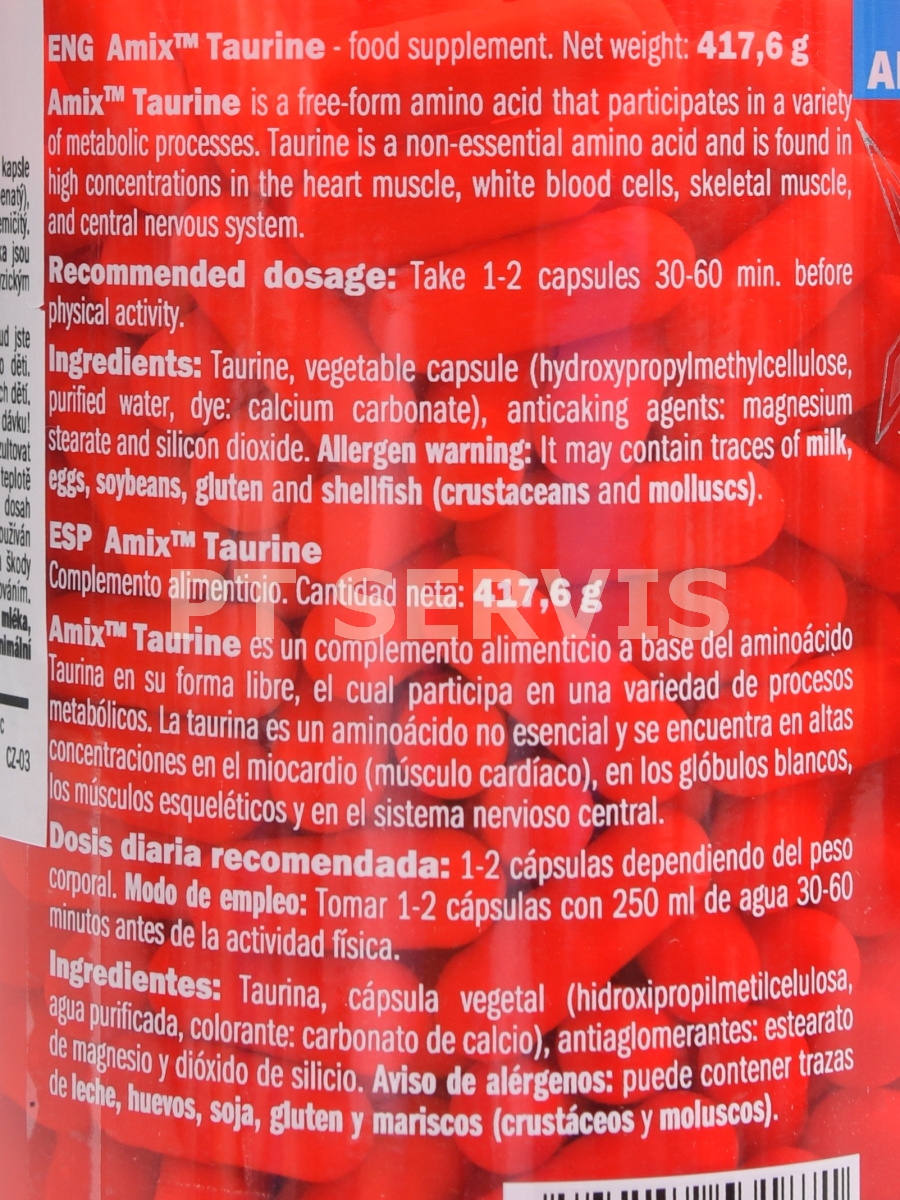 ENG Amix™ Taurine - food supplement. Net weight: 417,6 g
Amix™ Taurine is a free-form amino acid that participates in a variety
of metabolic processes. Taurine is a non-essential amino acid and is found in
high concentrations in the heart muscle, white blood cells, skeletal muscle,
and central nervous system.
Recommended dosage: Take 1-2 capsules 30-60 min. before
physical activity.
Ingredients: Taurine, vegetable capsule (hydroxypropylmethylcellulose,
purified water, dye: calcium carbonate), anticaking agents: magnesium
stearate and silicon dioxide. Allergen warning: It may contain traces of milk,
eggs, soybeans, gluten and shellfish (crustaceans and molluscs).
ESP Amix™ Taurine
Complemento alimenticio. Cantidad neta: 417,6 g
PT SERVIS
Amix™ Taurine es un complemento alimenticio a base del aminoácido
Taurina en su forma libre, el cual participa en una variedad de procesos
metabólicos. La taurina es un aminoácido no esencial y se encuentra en altas
concentraciones en el miocardio (músculo cardíaco), en los glóbulos blancos,
los músculos esqueléticos y en el sistema nervioso central.
Dosis diaria recomendada: 1-2 cápsulas dependiendo del peso
corporal. Modo de empleo: Tomar 1-2 cápsulas con 250 ml de agua 30-60
minutos antes de la actividad física.
Ingredientes: Taurina, cápsula vegetal (hidroxipropilmetilcelulosa,
agua purificada, colorante: carbonato de calcio), antiaglomerantes: estearato
de magnesio y dióxido de silicio. Aviso de alérgenos: puede contener trazas
de leche, huevos, soja, gluten y mariscos (crustáceos y moluscos).
kapsle
jsou
jste
děti.
dětí.
dávku!
teplotě
dosah
škody
mléka,
CZ-03